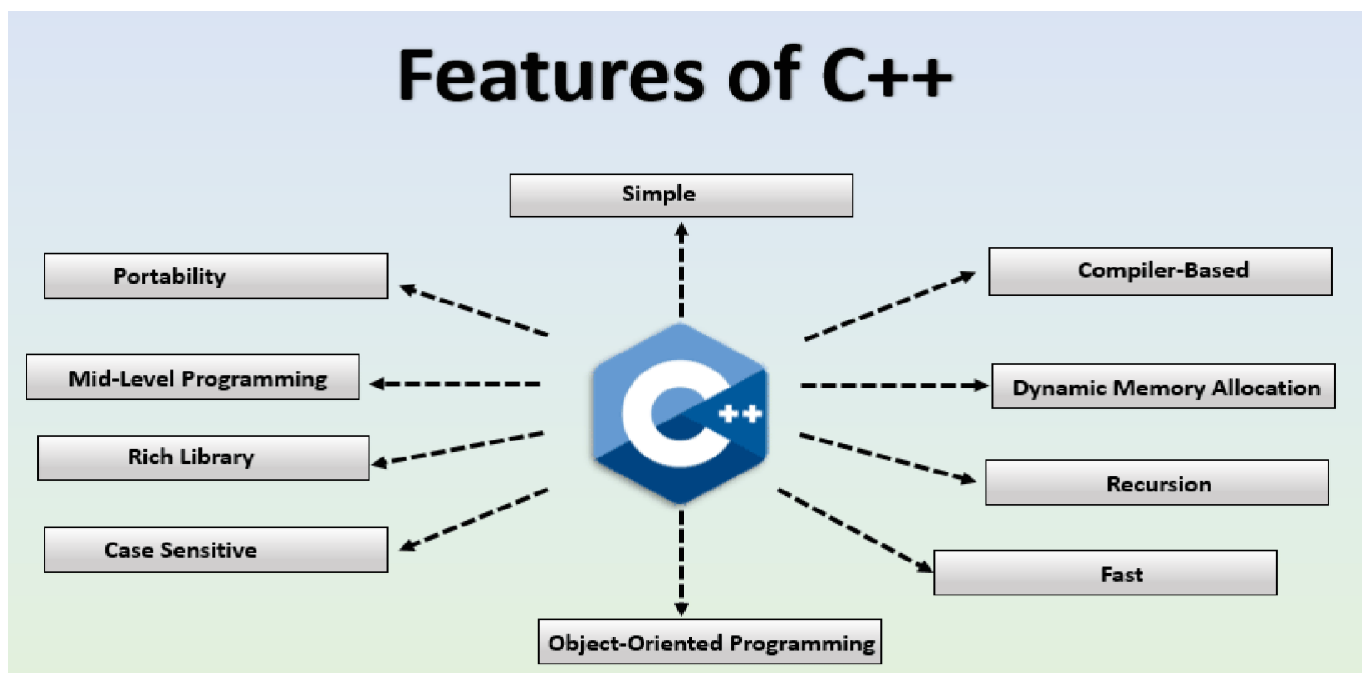 Features of C++
Simple
Portability
Compiler-Based
Mid-Level Programming
Dynamic Memory Allocation
C++
Rich Library
Recursion
Case Sensitive
Fast
Object-Oriented Programming